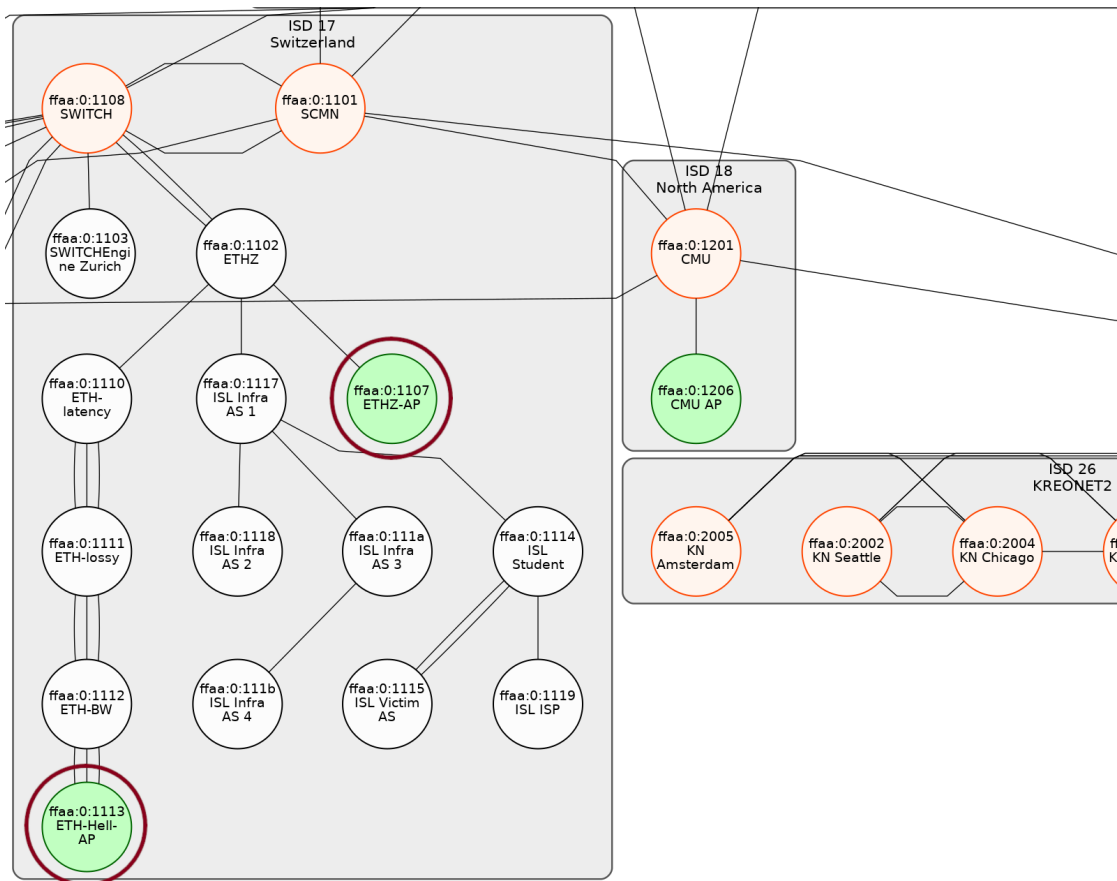 ISD 17
Switzerland
ffaa:0:1108
SWITCH
ffaa:0:1101
SCMN
ISD 18
North America
ffaa:0:1103
SWITCHEngi
ne Zurich
ffaa:0:1102
ETHZ
ffaa:0:1201
CMU
ffaa:0:1110
ETH-
latency
ffaa:0:1117
ISL Infra
AS 1
ffaa:0:1107
ETHZ-AP
ffaa:0:1206
CMU AP
ISD 26
KREONET2
ffaa:0:1111
ETH-lossy
ffaa:0:1118
ISL Infra
AS 2
ffaa:0:111a
ISL Infra
AS 3
ffaa:0:1114
ISL
Student
ffaa:0:2005
KN
Amsterdam
ffaa:0:2002
KN Seattle
ffaa:0:2004
KN Chicago
ffaa:0:1112
ETH-BW
ffaa:0:111b
ISL Infra
AS 4
ffaa:0:1115
ISL Victim
AS
ffaa:0:1119
ISL ISP
ffaa:0:1113
ETH-Hell-
AP